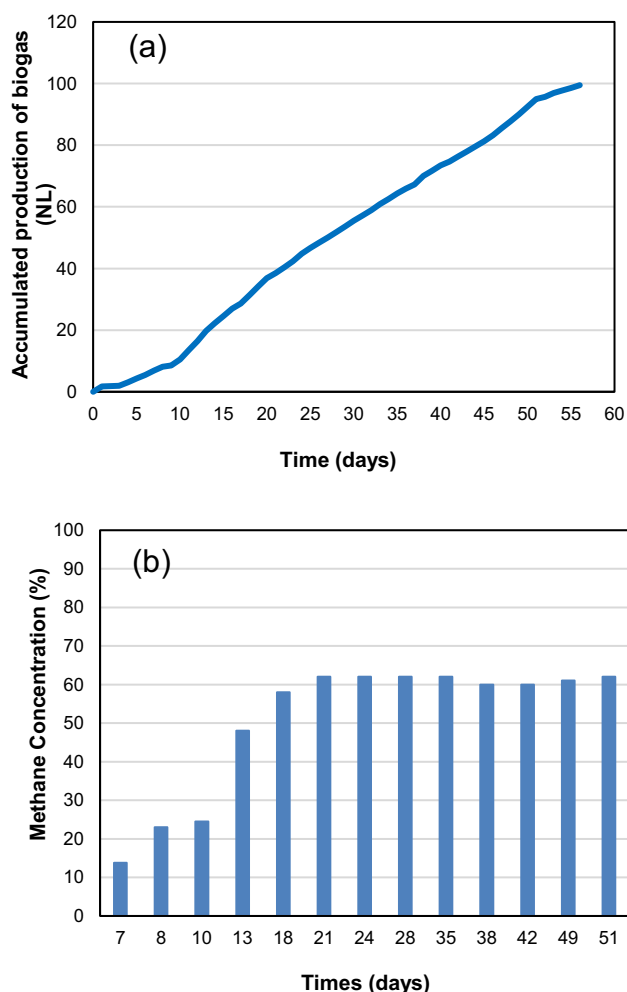 (a)
Accumulated production of biogas
(NL)
120
100
80
60
40
20
0
0 5 10 15 20 25 30 35 40 45 50 55 60
Time (days)
(b)
Methane Concentration (%)
100
90
80
70
60
50
40
30
20
10
0
7 8 10 13 18 21 24 28 35 38 42 49 51
Times (days)